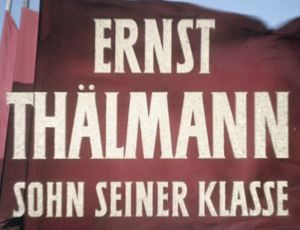 ERNST
THÄLMANN
SOHN SEINER KLASSE